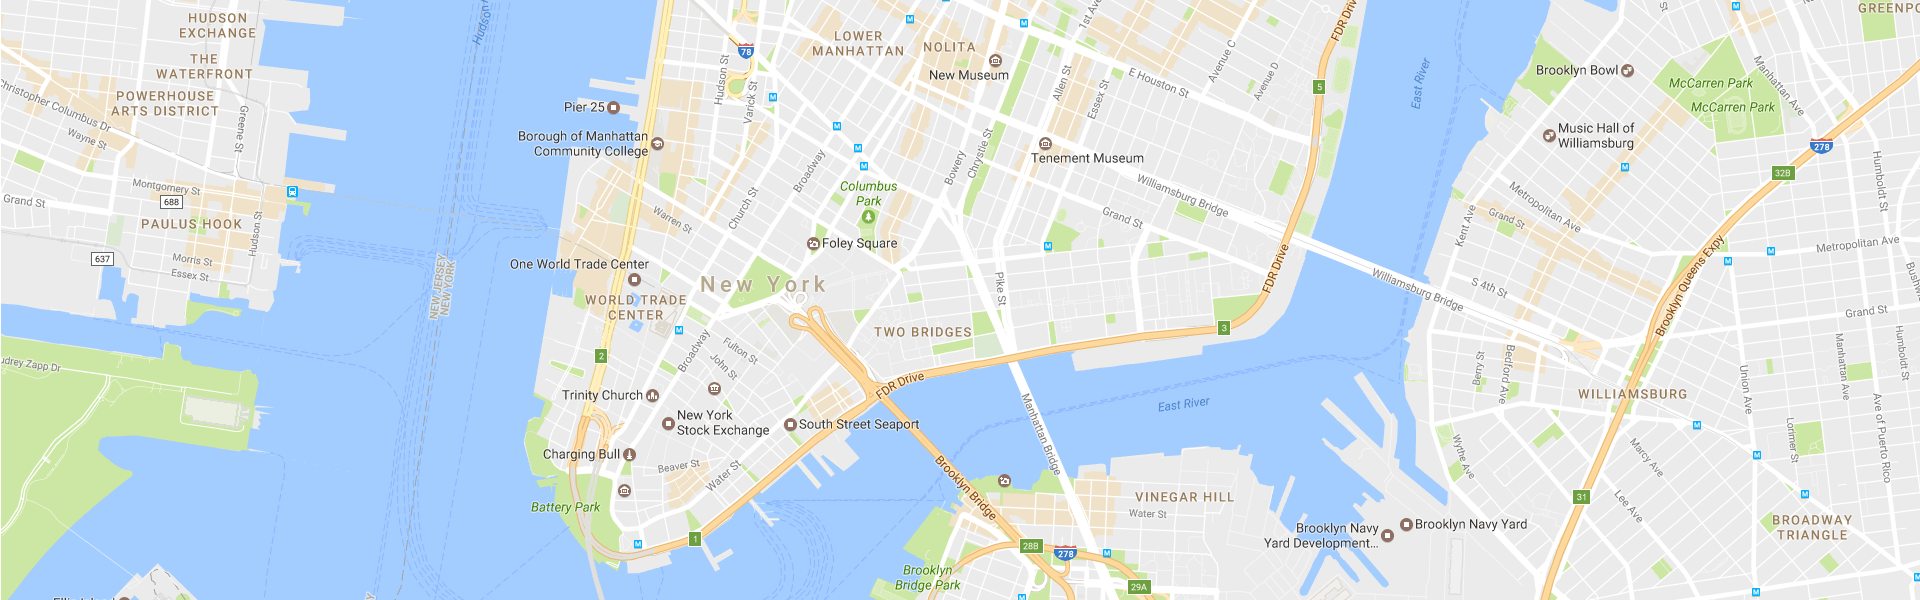 HUDSON
EXCHANGE
THE
WATERFRONT
POWERHOUSE
ARTS DISTRICT
Christopher Columbus Dr
Wayne St
Greene St
Montgomery St
Grand St
688
PAULUS HOOK
Hudson St
637
Morris St
Essex St
NEW JERSEY
NEW YORK
Audrey Zapp Dr
78
Hudson St
Varick St
LOWER
MANHATTAN
NOLITA
New Museum
Pier 25
Borough of Manhattan
Community College
Broadway
Church St
Warren St
Bowery
Chrystie St
Allen St
Essex St
1st Ave
E Houston St
Avenue C
Avenue D
FDR Drive
5
Tenement Museum
Columbus
Park
Foley Square
Williamsburg Bridge
Grand St
One World Trade Center
New York
WORLD TRADE
CENTER
Pike St
FDR Drive
TWO BRIDGES
3
2
Broadway
Fulton St
John St
FDR Drive
Trinity Church
New York
Stock Exchange
South Street Seaport
Charging Bull
Beaver St
Water St
Battery Park
1
Manhattan Bridge
Brooklyn Bridge
East River
VINEGAR HILL
Water St
28B
278
29A
Brooklyn
Bridge Park
East River
Brooklyn Bowl
McCarren Park
McCarren Park
Manhattan Ave
Music Hall of
Williamsburg
278
32B
Humboldt St
Metropolitan Ave
Grand St
Kent Ave
Metropolitan Ave
Brooklyn Queens Expy
Williamsburg Bridge
S 4th St
Grand St
Berry St
Bedford Ave
WILLIAMSBURG
Union Ave
Manhattan Ave
Humboldt St
Ave of Puerto Rico
Lorimer St
Wythe Ave
Marcy Ave
Lee Ave
31
Brooklyn Navy
Yard Development...
Brooklyn Navy Yard
BROADWAY
TRIANGLE